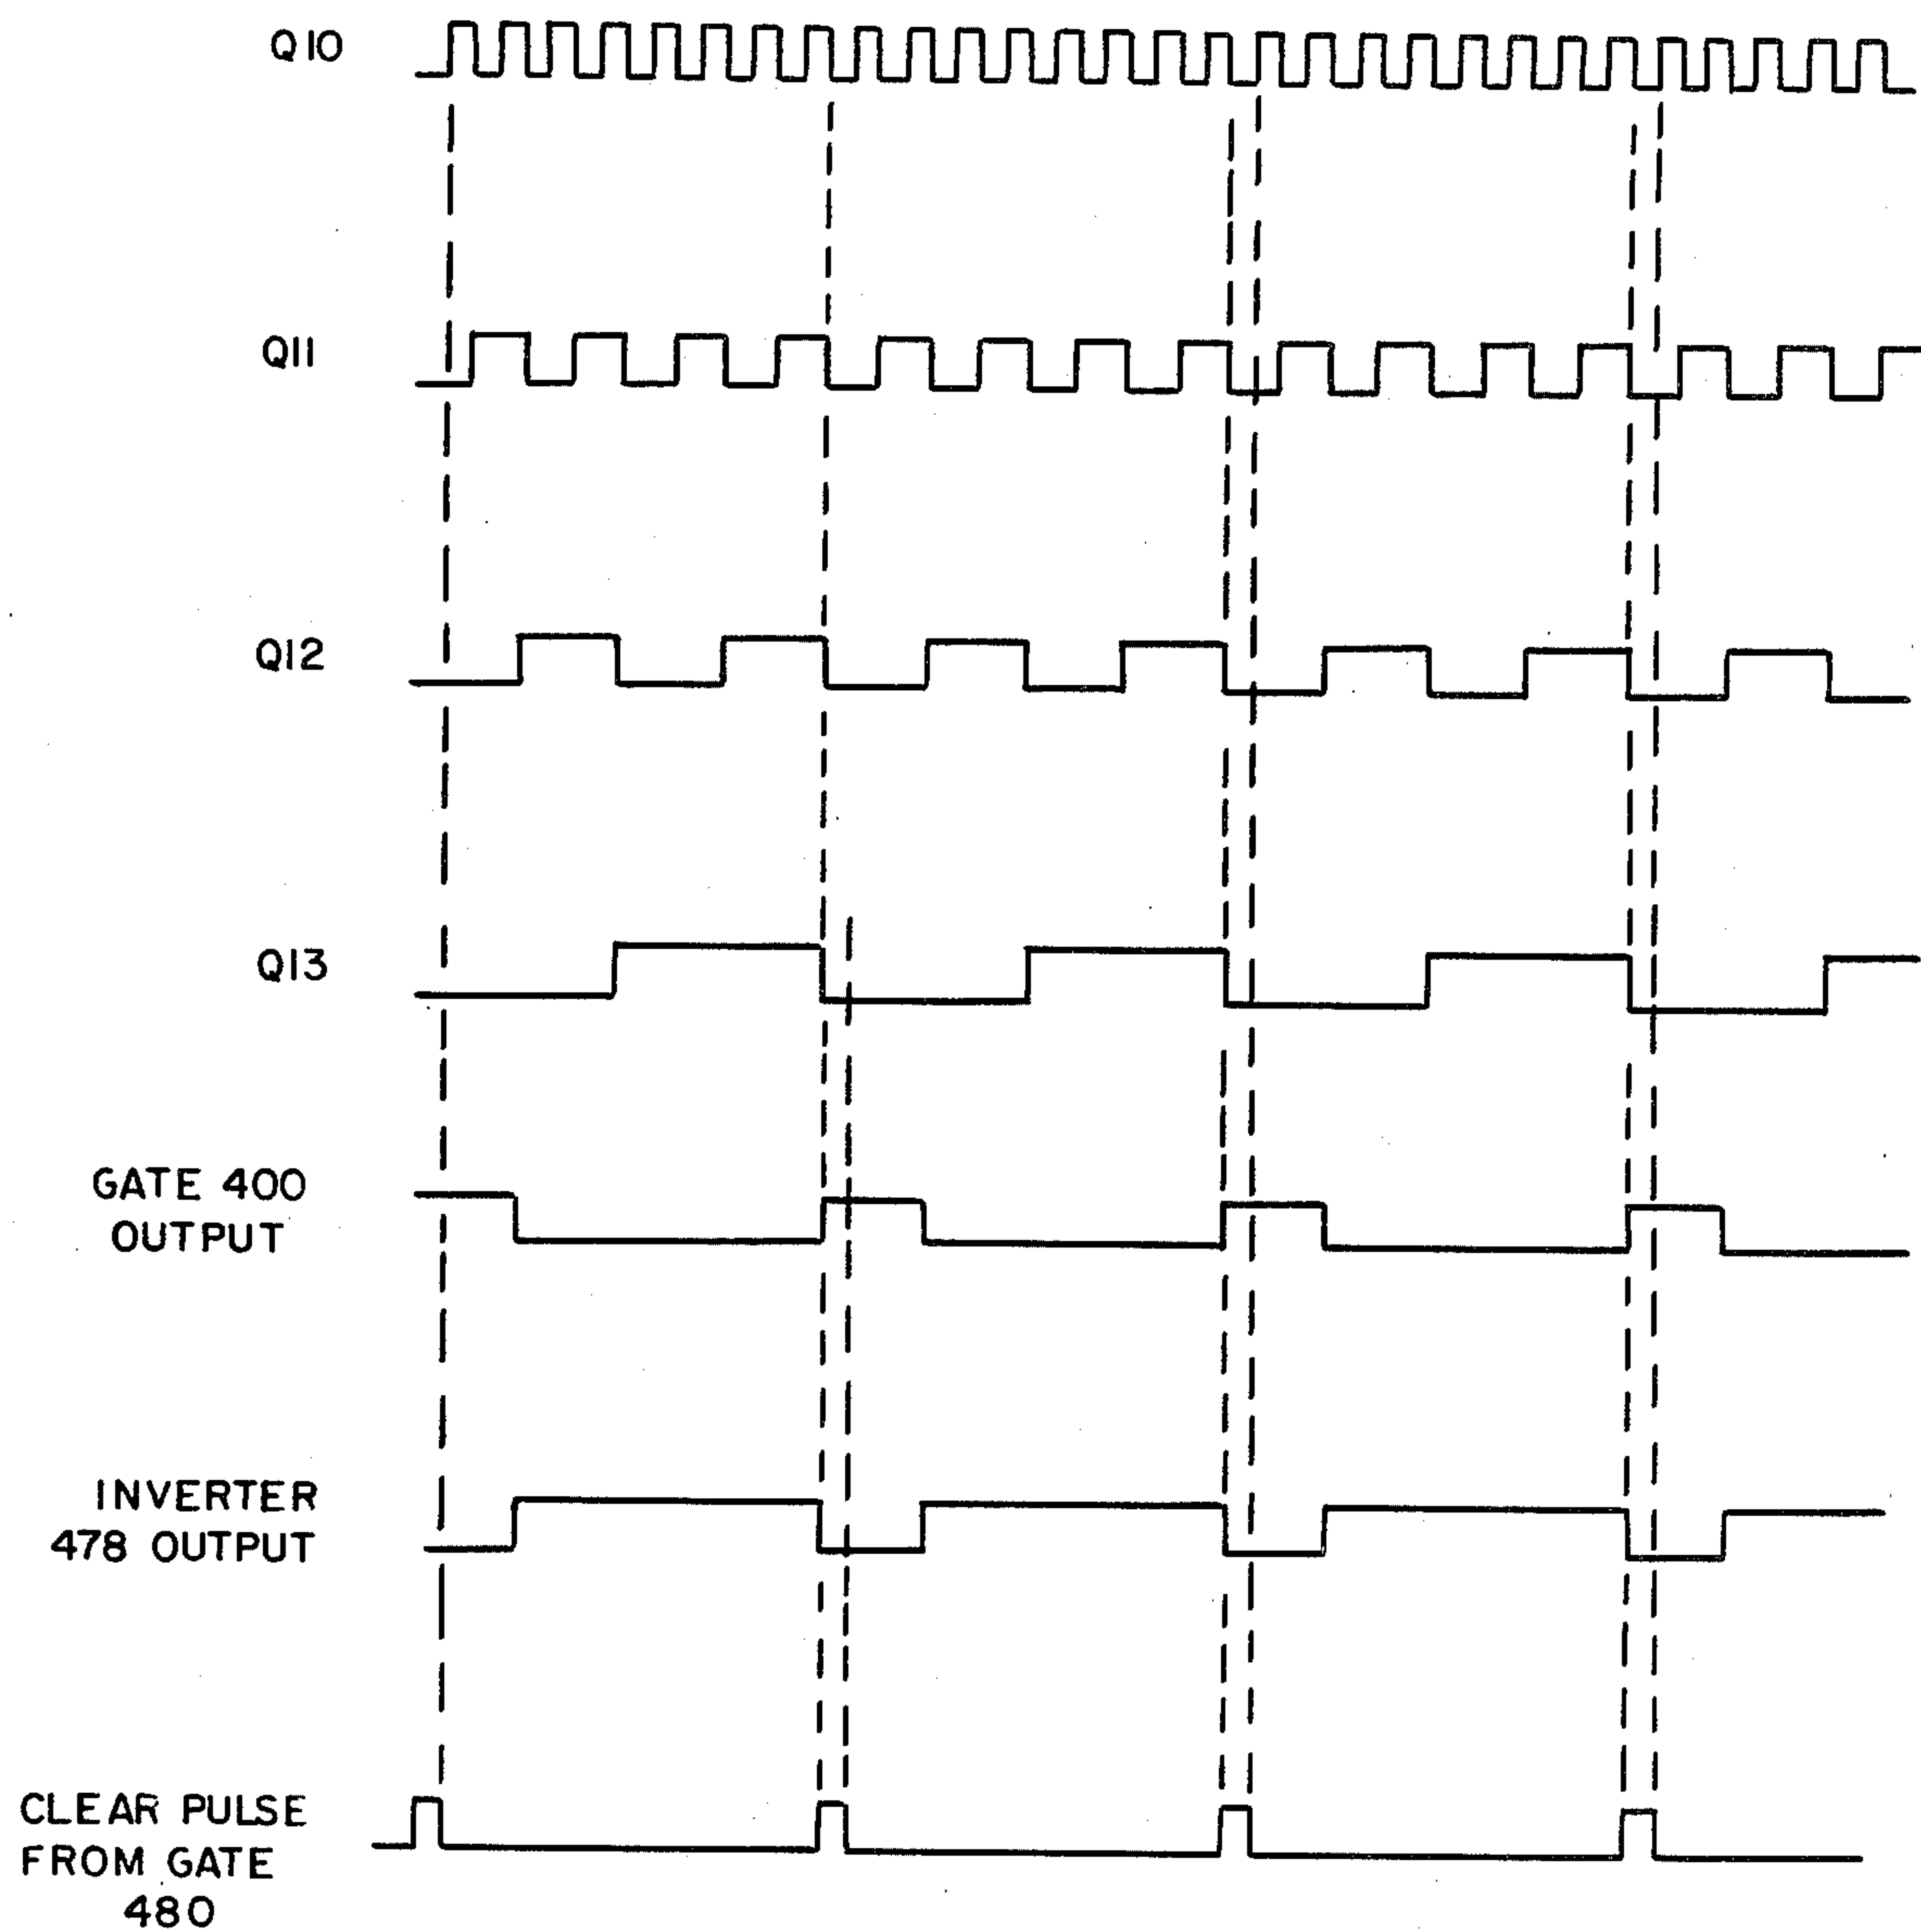 Q10
Q11
Q12
Q13
GATE 400
OUTPUT
INVERTER
478 OUTPUT
CLEAR PULSE
FROM GATE
480